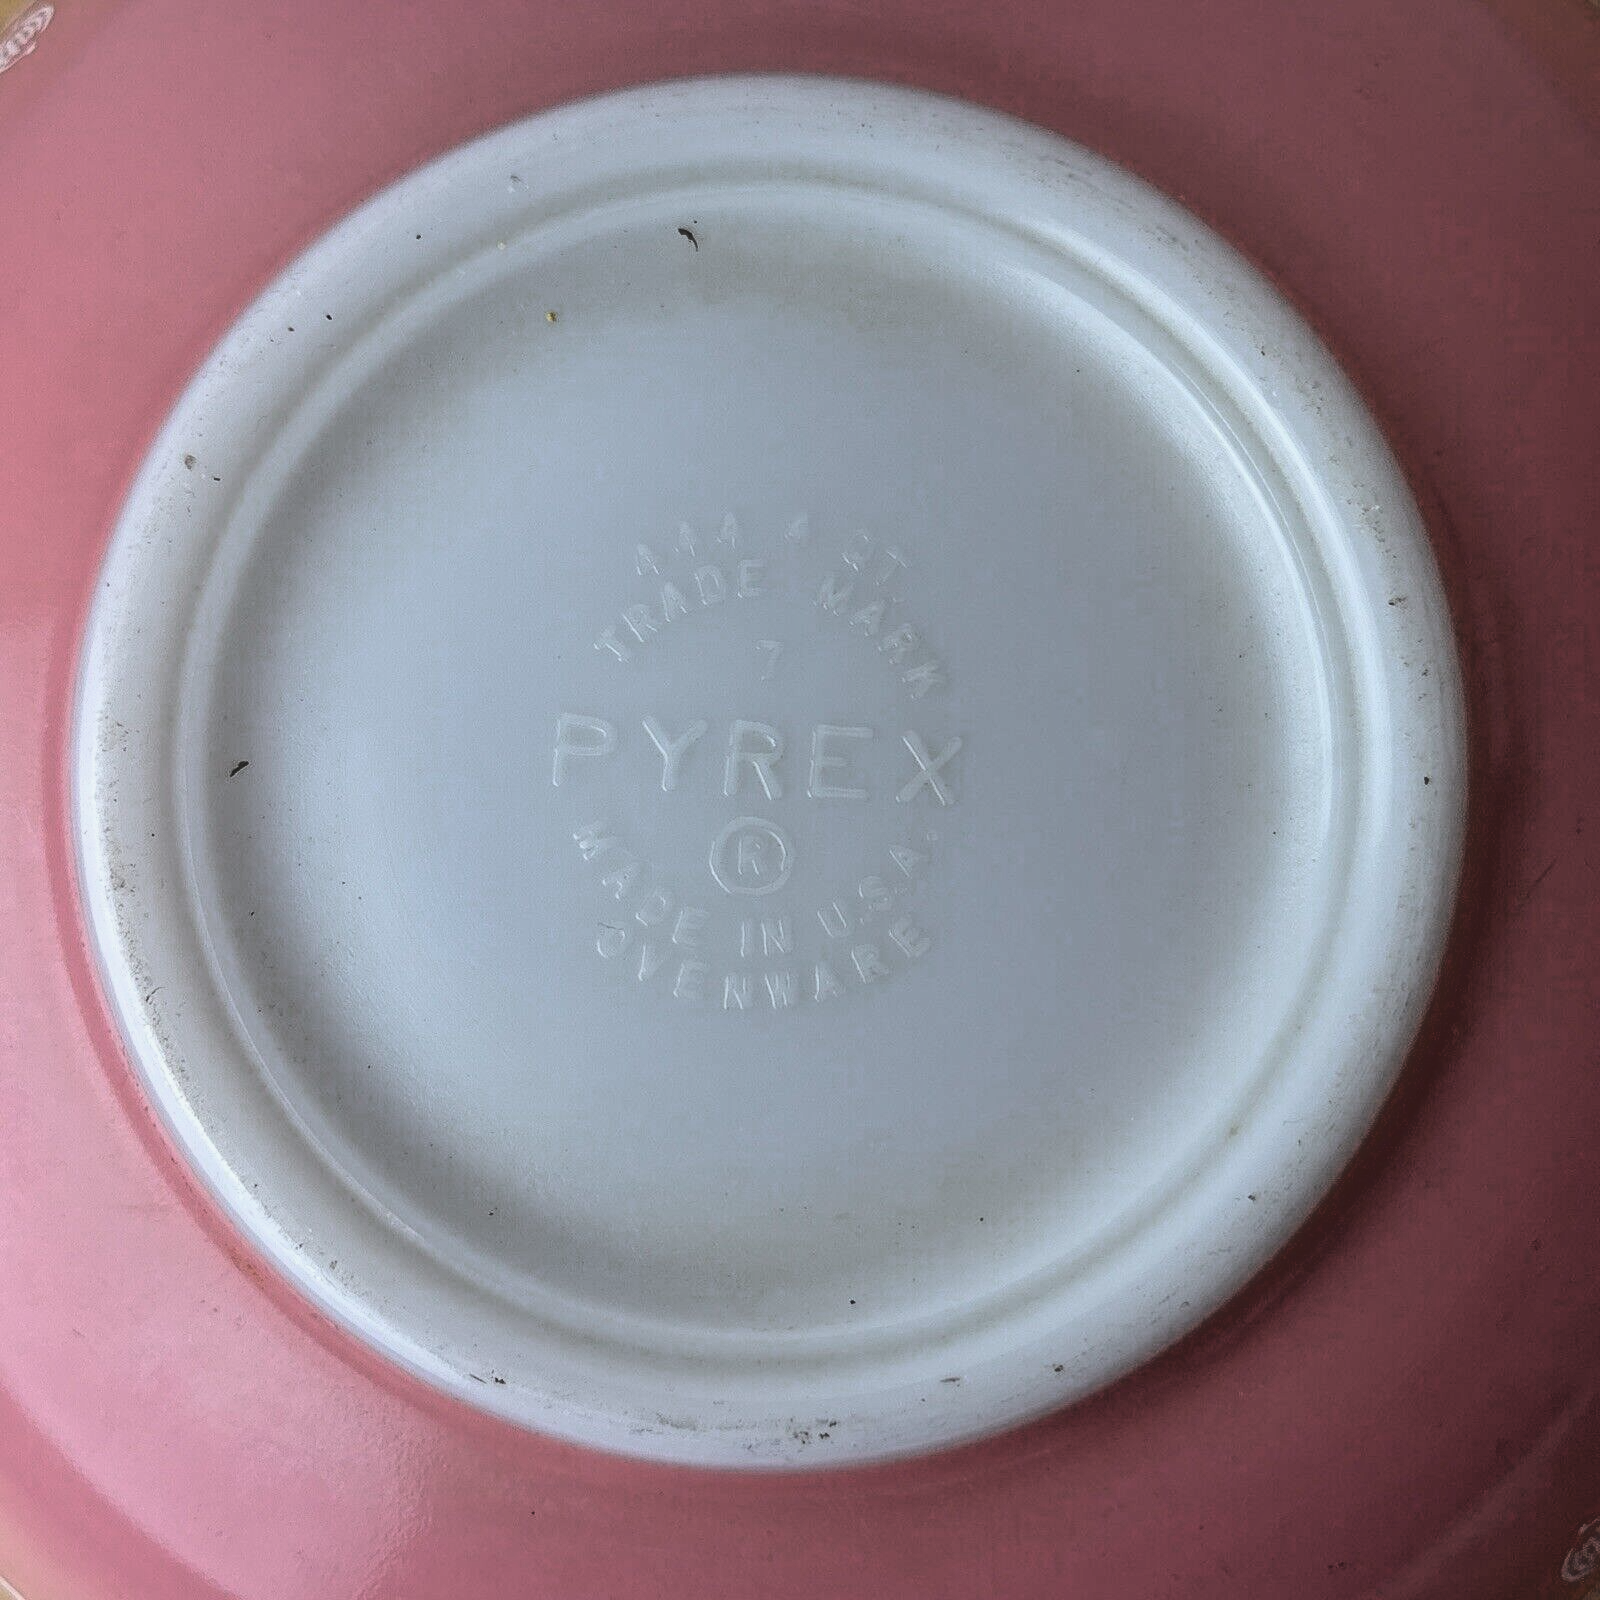 444 4 QT
TRADE MARK
7
PYREX
®
MADE IN U.S.A.
OVENWARE